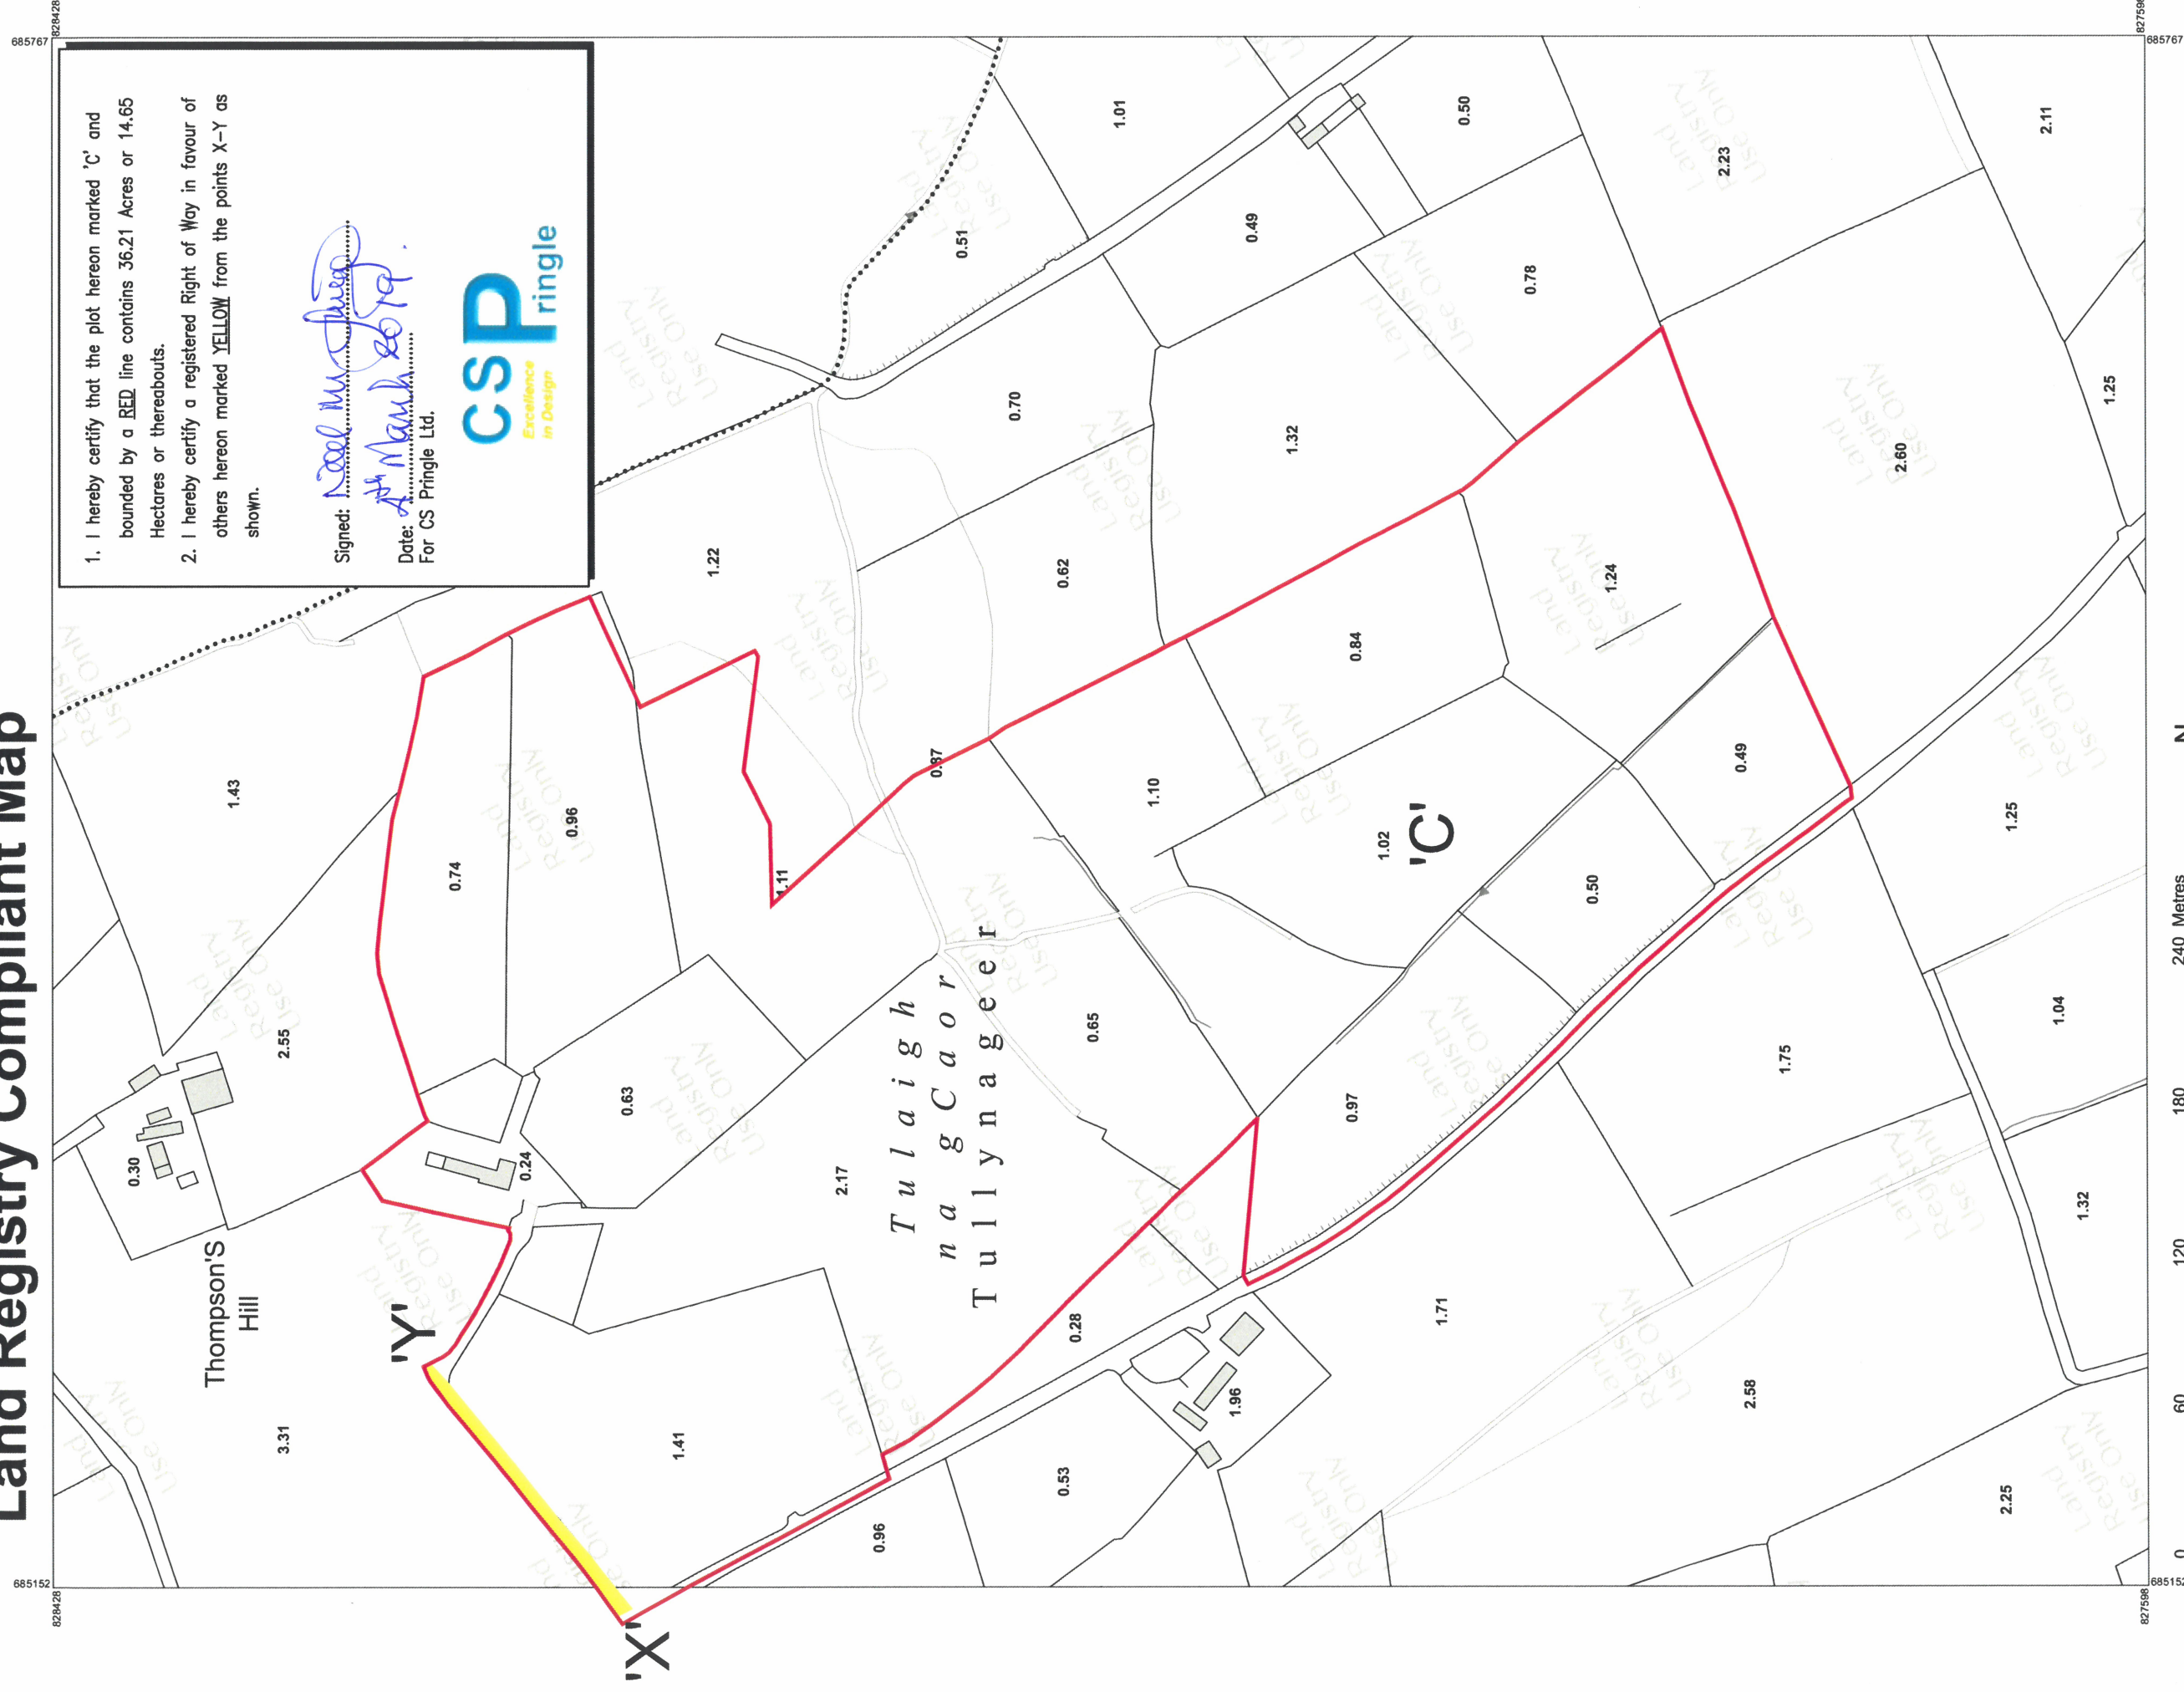 Land Registry Compliant Map
1. I hereby certify that the plot hereon marked 'C' and
bounded by a RED line contains 36.21 Acres or 14.65
Hectares or thereabouts.
2. I hereby certify a registered Right of Way in favour of
others hereon marked YELLOW from the points X-Y as
shown.
Signed:
Date: 4th March 2019.
For CS Pringle Ltd.
CSPringle
Excellence
in Design
Thompson'S
Hill
'Y'
'X'
'C'
Tulaigh
na gCaor
Tullynageer
3.31
0.30
2.55
1.43
0.74
0.96
0.24
0.63
1.41
2.17
1.11
0.87
1.22
0.62
0.70
0.51
1.01
0.49
0.50
0.78
1.32
2.23
2.11
0.96
0.53
0.28
0.65
1.10
0.84
1.24
2.60
1.25
1.96
0.97
1.02
0.50
0.49
1.25
1.71
1.75
1.04
2.58
1.32
2.25
Land
Registry
Use Only
685152
828428
685767
828428
685152
827598
685767
827598
0
60
120
180
240 Metres
N